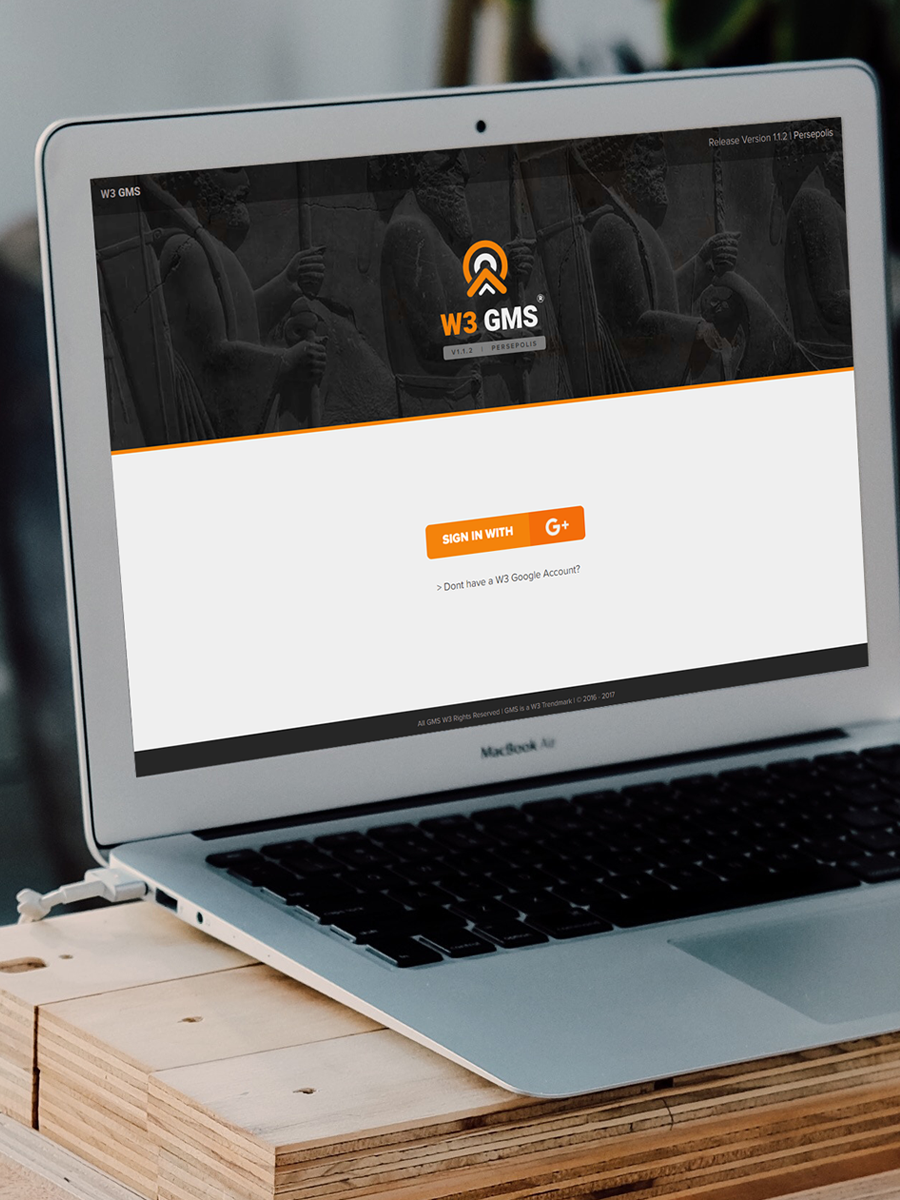 W3 GMS
Release Version 1.1.2 | Persepolis
W3 GMS®
V1.1.2 | PERSEPOLIS
SIGN IN WITH G+
> Dont have a W3 Google Account?
All GMS W3 Rights Reserved | GMS is a W3 Trendmark | © 2016 - 2017
MacBook Air